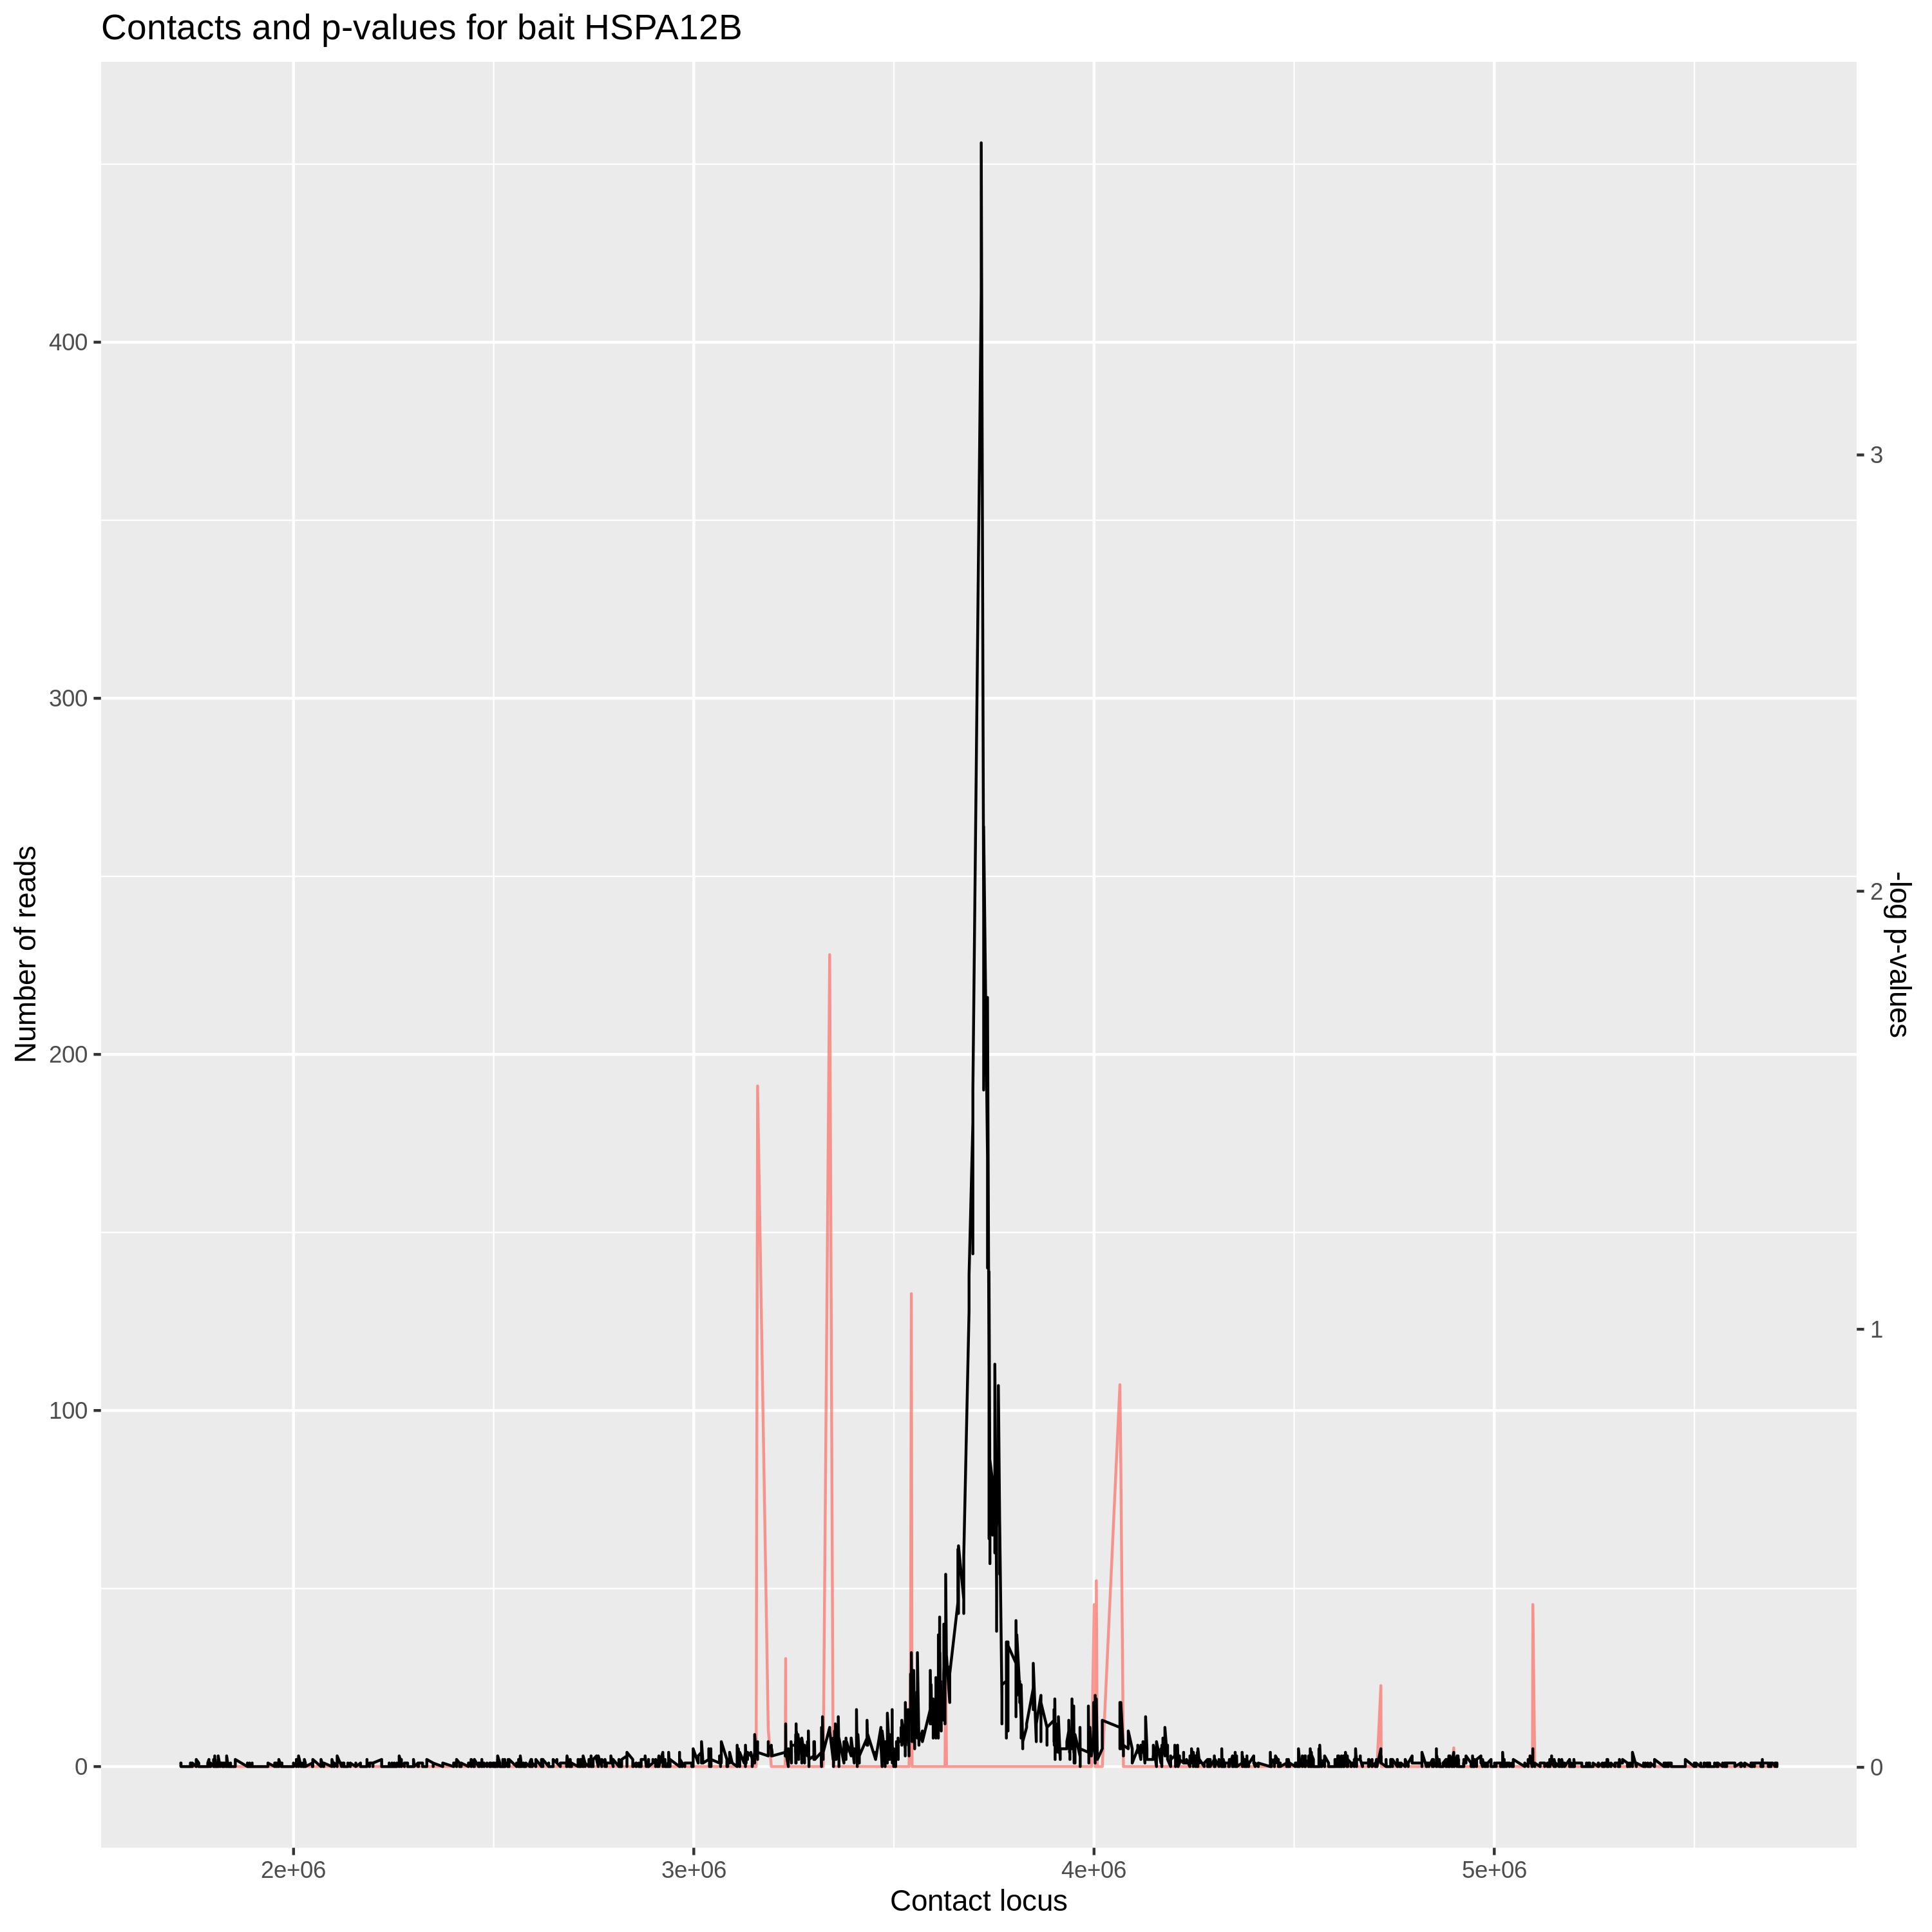 Contacts and p-values for bait HSPA12B
400
300
200
100
0
Number of reads
3
2
1
0
-log p-values
2e+06 3e+06 4e+06 5e+06
Contact locus